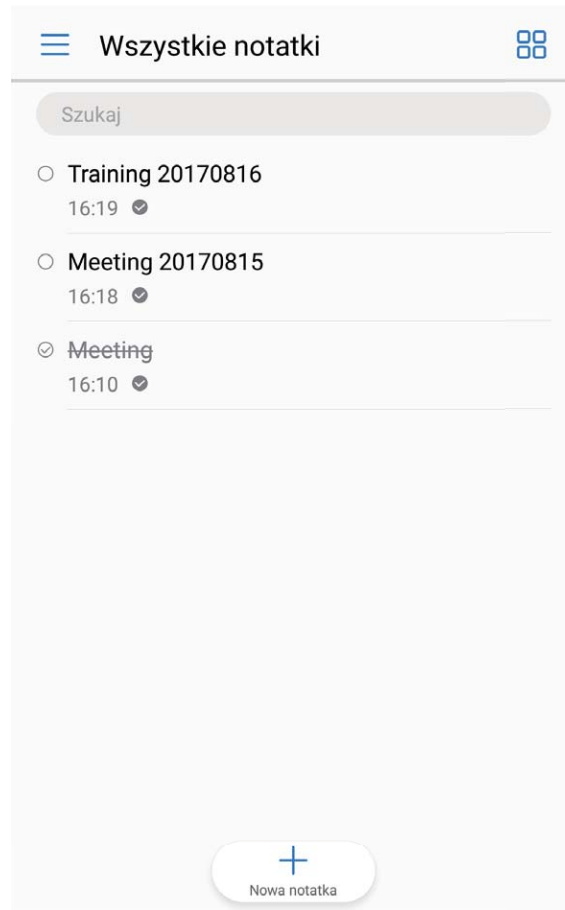 Wszystkie notatki
Szukaj
Training 20170816
16:19
Meeting 20170815
16:18
Meeting
16:10
Nowa notatka